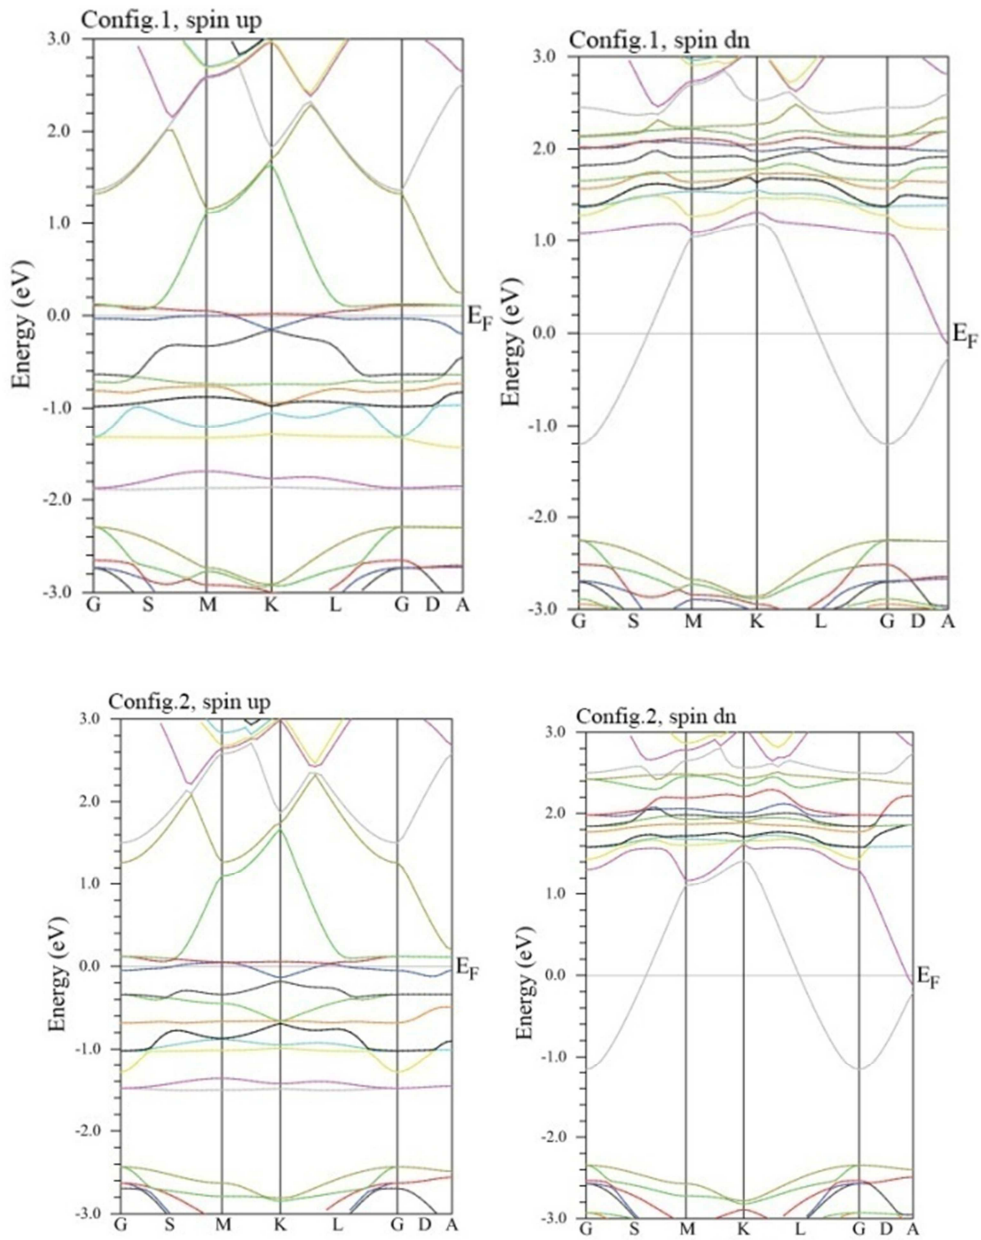 Config.1, spin up
3.0
2.0
1.0
0.0
-1.0
-2.0
-3.0
Energy (eV)
E_F
G S M K L G D A
Config.1, spin dn
3.0
2.0
1.0
0.0
-1.0
-2.0
-3.0
Energy (eV)
E_F
G S M K L G D A
Config.2, spin up
3.0
2.0
1.0
0.0
-1.0
-2.0
-3.0
Energy (eV)
E_F
G S M K L G D A
Config.2, spin dn
3.0
2.0
1.0
0.0
-1.0
-2.0
-3.0
Energy (eV)
E_F
G S M K L G D A